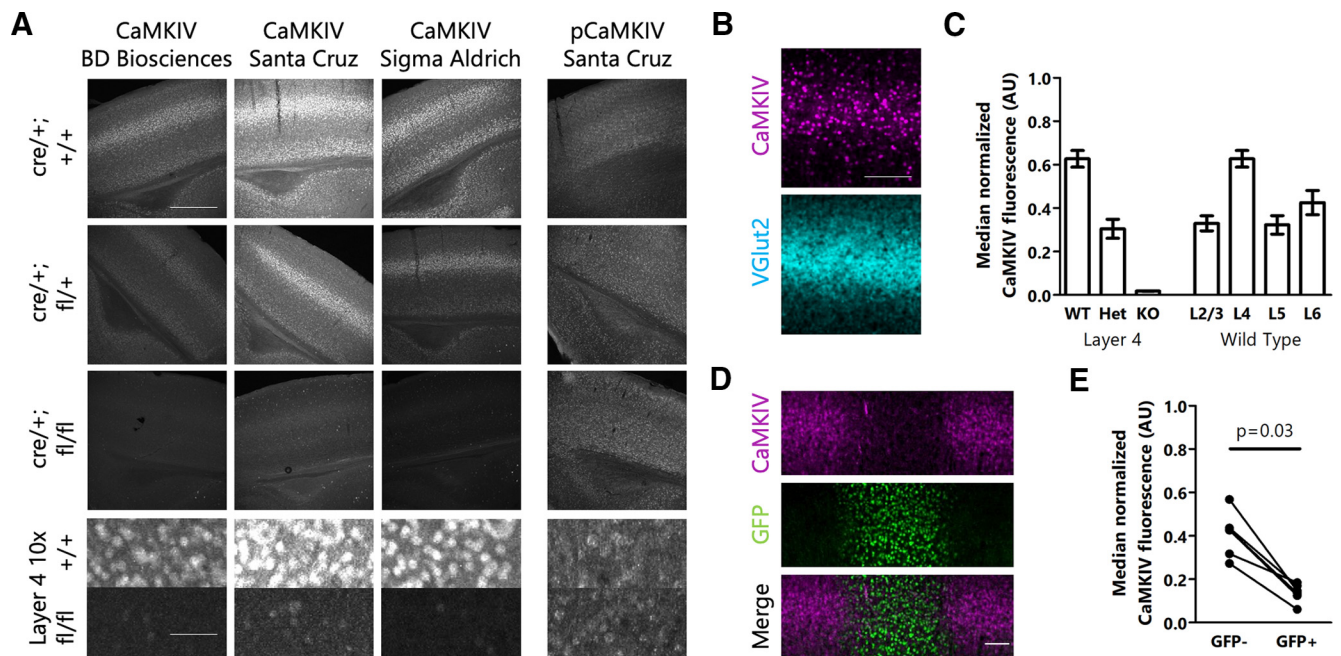 A
CaMKIV
BD Biosciences
CaMKIV
Santa Cruz
CaMKIV
Sigma Aldrich
pCaMKIV
Santa Cruz
cre/+;
+/+
cre/+;
fl/+
cre/+;
fl/fl
Layer 4 10x
+/+
fl/fl
B
CaMKIV
VGlut2
C
Median normalized
CaMKIV fluorescence (AU)
1.0
0.8
0.6
0.4
0.2
0.0
WT Het KO L2/3 L4 L5 L6
Layer 4 Wild Type
D
CaMKIV
GFP
Merge
E
Median normalized
CaMKIV fluorescence (AU)
1.0
0.8
0.6
0.4
0.2
0.0
p=0.03
GFP- GFP+